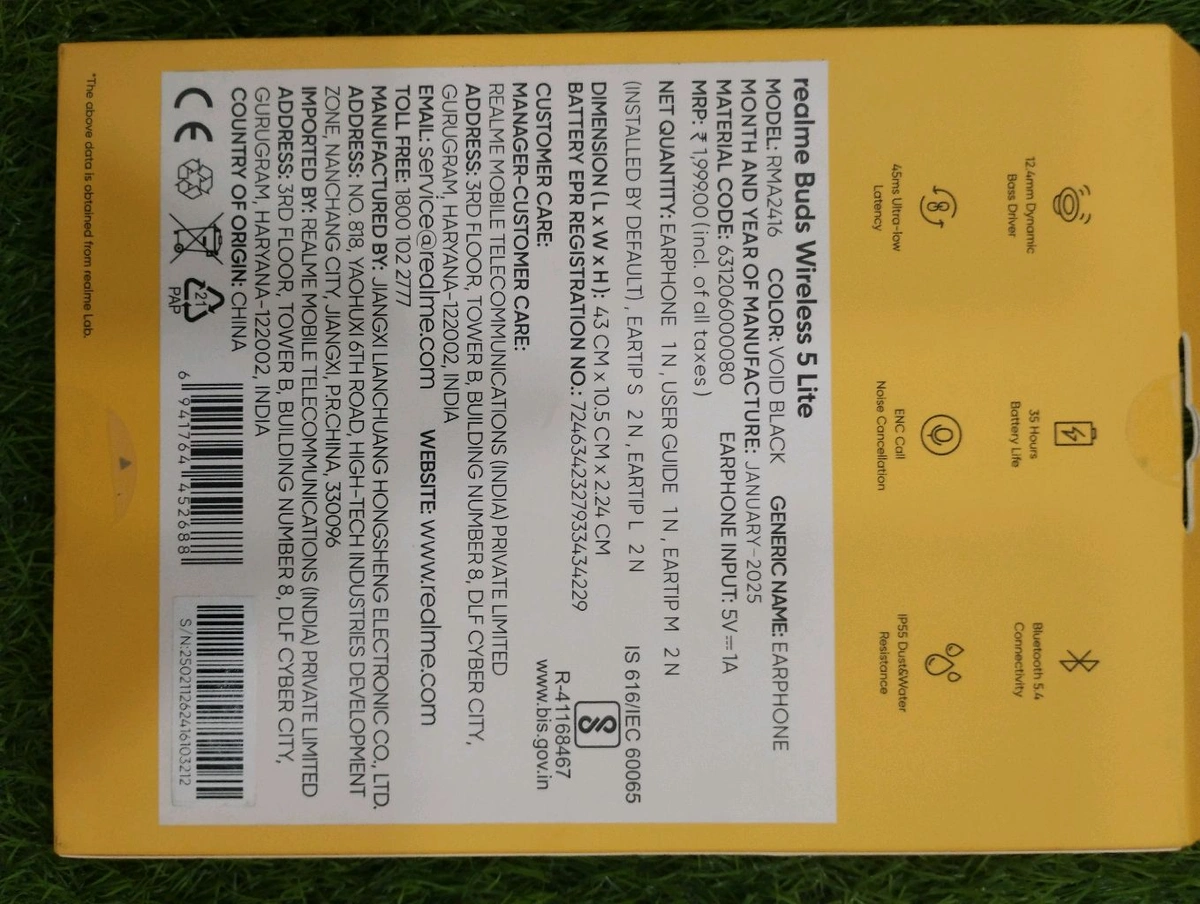 12.4mm Dynamic
Bass Driver
35 Hours
Battery Life
Bluetooth 5.4
Connectivity
45ms Ultra-low
Latency
ENC Call
Noise Cancellation
IP55 Dust&Water
Resistance
realme Buds Wireless 5 Lite
MODEL: RMA2416 COLOR: VOID BLACK GENERIC NAME: EARPHONE
MONTH AND YEAR OF MANUFACTURE: JANUARY-2025
MATERIAL CODE: 631206000080 EARPHONE INPUT: 5V⎓1A
MRP: ₹ 1,999.00 (incl. of all taxes)
NET QUANTITY: EARPHONE 1 N, USER GUIDE 1 N, EARTIP M 2 N
(INSTALLED BY DEFAULT), EARTIP S 2 N, EARTIP L 2 N
DIMENSION (L x W x H): 43 CM x 10.5 CM x 2.24 CM
BATTERY EPR REGISTRATION NO.: 7246342327933434229
IS 616/IEC 60065
R-41168467
www.bis.gov.in
CUSTOMER CARE:
MANAGER-CUSTOMER CARE:
REALME MOBILE TELECOMMUNICATIONS (INDIA) PRIVATE LIMITED
ADDRESS: 3RD FLOOR, TOWER B, BUILDING NUMBER 8, DLF CYBER CITY,
GURUGRAM, HARYANA-122002, INDIA
EMAIL: service@realme.com WEBSITE: www.realme.com
TOLL FREE: 1800 102 2777
MANUFACTURED BY: JIANGXI LIANCHUANG HONGSHENG ELECTRONIC CO., LTD.
ADDRESS: NO. 818, YAOHUXI 6TH ROAD, HIGH-TECH INDUSTRIES DEVELOPMENT
ZONE, NANCHANG CITY, JIANGXI, P.R.CHINA, 330096
IMPORTED BY: REALME MOBILE TELECOMMUNICATIONS (INDIA) PRIVATE LIMITED
ADDRESS: 3RD FLOOR, TOWER B, BUILDING NUMBER 8, DLF CYBER CITY,
GURUGRAM, HARYANA-122002, INDIA
COUNTRY OF ORIGIN: CHINA
CE
21
PAP
6 941764 452688
S/N:250211262416103212
*The above data is obtained from realme Lab.